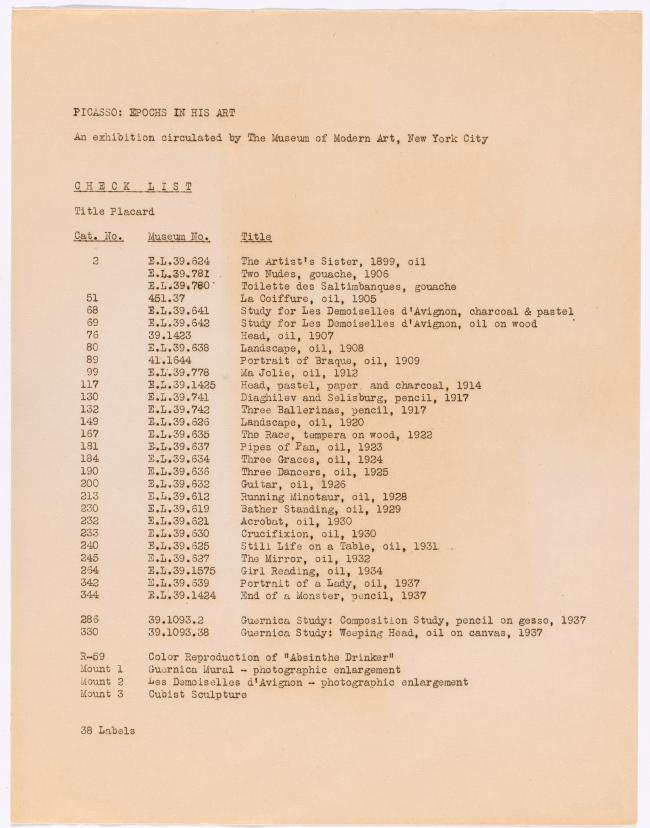 PICASSO: EPOCHS IN HIS ART
An exhibition circulated by The Museum of Modern Art, New York City
CHECK LIST
Title Placard
Cat. No. Museum No. Title
2 E.L.39.624 The Artist's Sister, 1899, oil
E.L.39.781 Two Nudes, gouache, 1906
E.L.39.780 Toilette des Saltimbanques, gouache
51 451.37 La Coiffure, oil, 1905
68 E.L.39.641 Study for Les Demoiselles d'Avignon, charcoal & pastel
69 E.L.39.642 Study for Les Demoiselles d'Avignon, oil on wood
76 39.1423 Head, oil, 1907
80 E.L.39.638 Landscape, oil, 1908
89 41.1644 Portrait of Braque, oil, 1909
99 E.L.39.778 Ma Jolie, oil, 1912
117 E.L.39.1425 Head, pastel, paper and charcoal, 1914
130 E.L.39.741 Diaghilev and Selisburg, pencil, 1917
132 E.L.39.742 Three Ballerinas, pencil, 1917
149 E.L.39.626 Landscape, oil, 1920
167 E.L.39.635 The Race, tempera on wood, 1922
181 E.L.39.637 Pipes of Pan, oil, 1923
184 E.L.39.634 Three Graces, oil, 1924
190 E.L.39.636 Three Dancers, oil, 1925
200 E.L.39.632 Guitar, oil, 1926
213 E.L.39.612 Running Minotaur, oil, 1928
230 E.L.39.619 Bather Standing, oil, 1929
232 E.L.39.621 Acrobat, oil, 1930
233 E.L.39.630 Crucifixion, oil, 1930
240 E.L.39.625 Still Life on a Table, oil, 1931
245 E.L.39.627 The Mirror, oil, 1932
264 E.L.39.1575 Girl Reading, oil, 1934
342 E.L.39.639 Portrait of a Lady, oil, 1937
344 E.L.39.1424 End of a Monster, pencil, 1937
286 39.1093.2 Guernica Study: Composition Study, pencil on gesso, 1937
330 39.1093.38 Guernica Study: Weeping Head, oil on canvas, 1937
R-59 Color Reproduction of "Absinthe Drinker"
Mount 1 Guernica Mural - photographic enlargement
Mount 2 Les Demoiselles d'Avignon - photographic enlargement
Mount 3 Cubist Sculpture
38 Labels